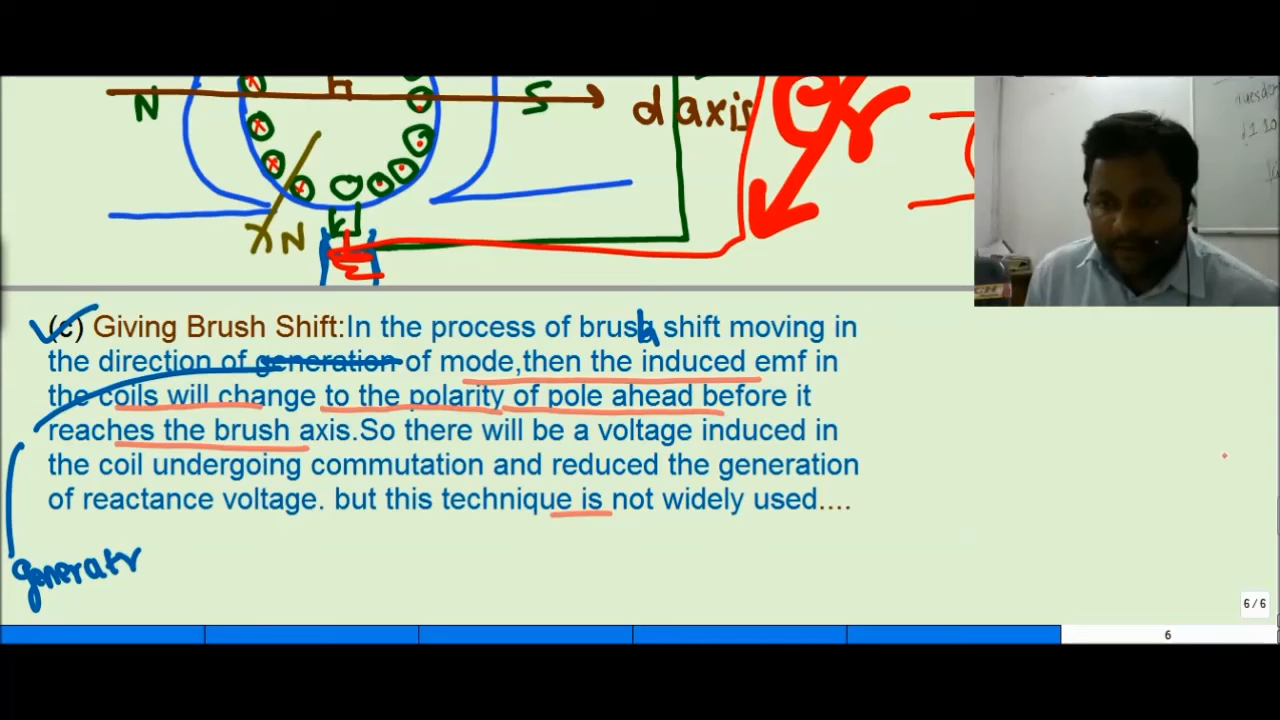 N
S
d axis
N
(c) Giving Brush Shift:In the process of brush shift moving in
the direction of generation of mode,then the induced emf in
the coils will change to the polarity of pole ahead before it
reaches the brush axis.So there will be a voltage induced in
the coil undergoing commutation and reduced the generation
of reactance voltage. but this technique is not widely used....
generatr
6/6
6